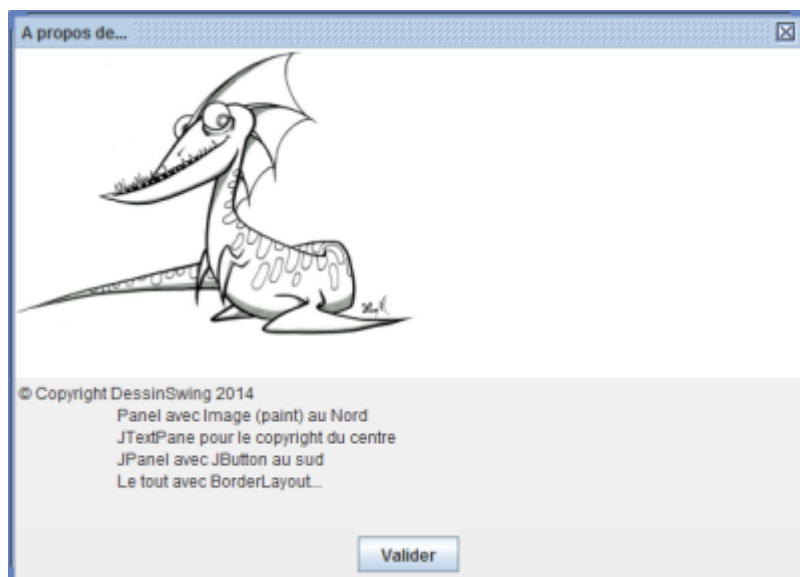 A propos de...
© Copyright DessinSwing 2014
Panel avec Image (paint) au Nord
JTextPane pour le copyright du centre
JPanel avec JButton au sud
Le tout avec BorderLayout...
Valider